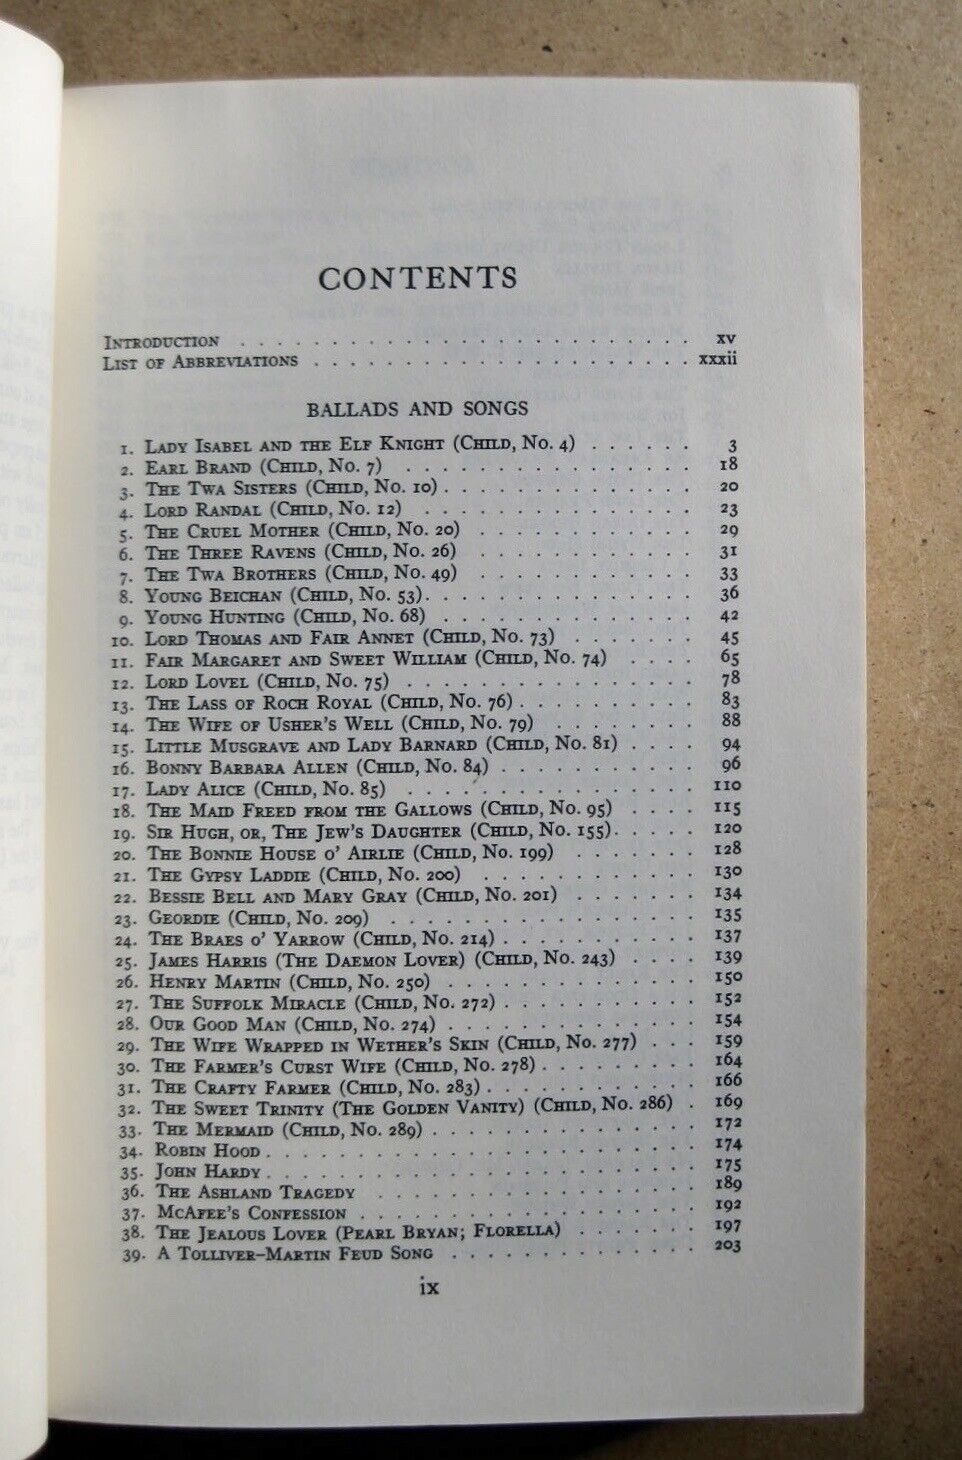 CONTENTS
INTRODUCTION . . . . . . . . . . . . . . . . . . . . . . . . . xv
LIST OF ABBREVIATIONS . . . . . . . . . . . . . . . . . . . . . xxxii
BALLADS AND SONGS
1. LADY ISABEL AND THE ELF KNIGHT (CHILD, NO. 4) . . . . . . 3
2. EARL BRAND (CHILD, NO. 7) . . . . . . . . . . . . . . . 18
3. THE TWA SISTERS (CHILD, NO. 10) . . . . . . . . . . . . . 20
4. LORD RANDAL (CHILD, NO. 12) . . . . . . . . . . . . . . 23
5. THE CRUEL MOTHER (CHILD, NO. 20) . . . . . . . . . . . . 29
6. THE THREE RAVENS (CHILD, NO. 26) . . . . . . . . . . . . 31
7. THE TWA BROTHERS (CHILD, NO. 49) . . . . . . . . . . . . 33
8. YOUNG BEICHAN (CHILD, NO. 53) . . . . . . . . . . . . . . 36
9. YOUNG HUNTING (CHILD, NO. 68) . . . . . . . . . . . . . 42
10. LORD THOMAS AND FAIR ANNET (CHILD, NO. 73) . . . . . . . 45
11. FAIR MARGARET AND SWEET WILLIAM (CHILD, NO. 74) . . . . 65
12. LORD LOVEL (CHILD, NO. 75) . . . . . . . . . . . . . . . 78
13. THE LASS OF ROCH ROYAL (CHILD, NO. 76) . . . . . . . . . 83
14. THE WIFE OF USHER'S WELL (CHILD, NO. 79) . . . . . . . . 88
15. LITTLE MUSGRAVE AND LADY BARNARD (CHILD, NO. 81) . . . . 94
16. BONNY BARBARA ALLEN (CHILD, NO. 84) . . . . . . . . . . 96
17. LADY ALICE (CHILD, NO. 85) . . . . . . . . . . . . . . . 110
18. THE MAID FREED FROM THE GALLOWS (CHILD, NO. 95) . . . . 115
19. SIR HUGH, OR, THE JEW'S DAUGHTER (CHILD, NO. 155) . . . . 120
20. THE BONNIE HOUSE O' AIRLIE (CHILD, NO. 199) . . . . . . . 128
21. THE GYPSY LADDIE (CHILD, NO. 200) . . . . . . . . . . . 130
22. BESSIE BELL AND MARY GRAY (CHILD, NO. 201) . . . . . . . 134
23. GEORDIE (CHILD, NO. 209) . . . . . . . . . . . . . . . . 135
24. THE BRAES O' YARROW (CHILD, NO. 214) . . . . . . . . . . 137
25. JAMES HARRIS (THE DAEMON LOVER) (CHILD, NO. 243) . . . . 139
26. HENRY MARTIN (CHILD, NO. 250) . . . . . . . . . . . . . 150
27. THE SUFFOLK MIRACLE (CHILD, NO. 272) . . . . . . . . . . 152
28. OUR GOOD MAN (CHILD, NO. 274) . . . . . . . . . . . . . 154
29. THE WIFE WRAPPED IN WETHER'S SKIN (CHILD, NO. 277) . . . 159
30. THE FARMER'S CURST WIFE (CHILD, NO. 278) . . . . . . . . 164
31. THE CRAFTY FARMER (CHILD, NO. 283) . . . . . . . . . . . 166
32. THE SWEET TRINITY (THE GOLDEN VANITY) (CHILD, NO. 286) . 169
33. THE MERMAID (CHILD, NO. 289) . . . . . . . . . . . . . . 172
34. ROBIN HOOD . . . . . . . . . . . . . . . . . . . . . . . 174
35. JOHN HARDY . . . . . . . . . . . . . . . . . . . . . . . 175
36. THE ASHLAND TRAGEDY . . . . . . . . . . . . . . . . . . 189
37. MCAFEE'S CONFESSION . . . . . . . . . . . . . . . . . . 192
38. THE JEALOUS LOVER (PEARL BRYAN; FLORELLA) . . . . . . . 197
39. A TOLLIVER–MARTIN FEUD SONG . . . . . . . . . . . . . . 203
ix